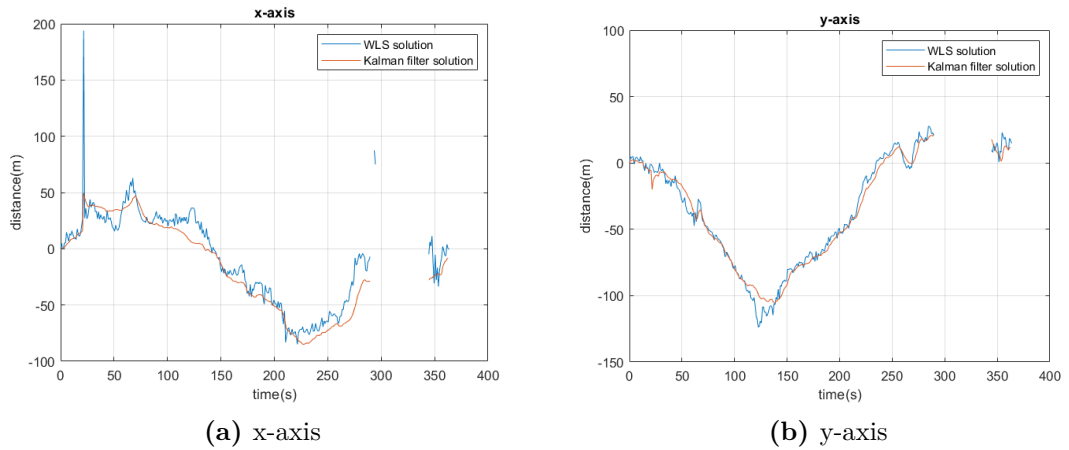 x-axis
200
150
100
50
0
-50
-100
distance(m)
WLS solution
Kalman filter solution
0 50 100 150 200 250 300 350 400
time(s)
(a) x-axis
y-axis
100
50
0
-50
-100
-150
distance(m)
WLS solution
Kalman filter solution
0 50 100 150 200 250 300 350 400
time(s)
(b) y-axis